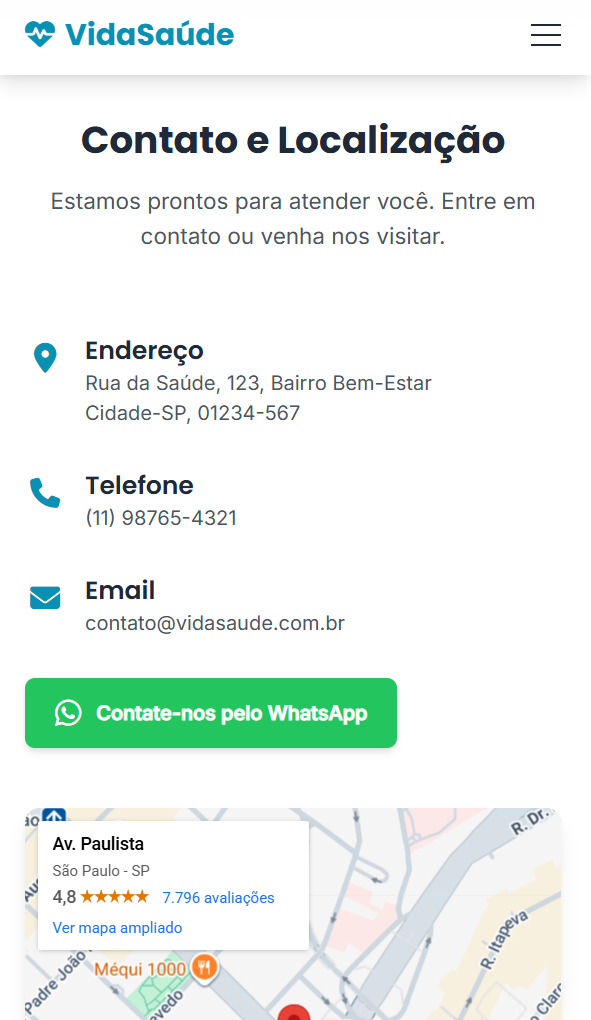 VidaSaúde
Contato e Localização
Estamos prontos para atender você. Entre em
contato ou venha nos visitar.
Endereço
Rua da Saúde, 123, Bairro Bem-Estar
Cidade-SP, 01234-567
Telefone
(11) 98765-4321
Email
contato@vidasaude.com.br
Contate-nos pelo WhatsApp
Av. Paulista
São Paulo - SP
4,8 ★★★★★ 7.796 avaliações
Ver mapa ampliado
R. Dr.
R. Itapeva
Méqui 1000
Padre João